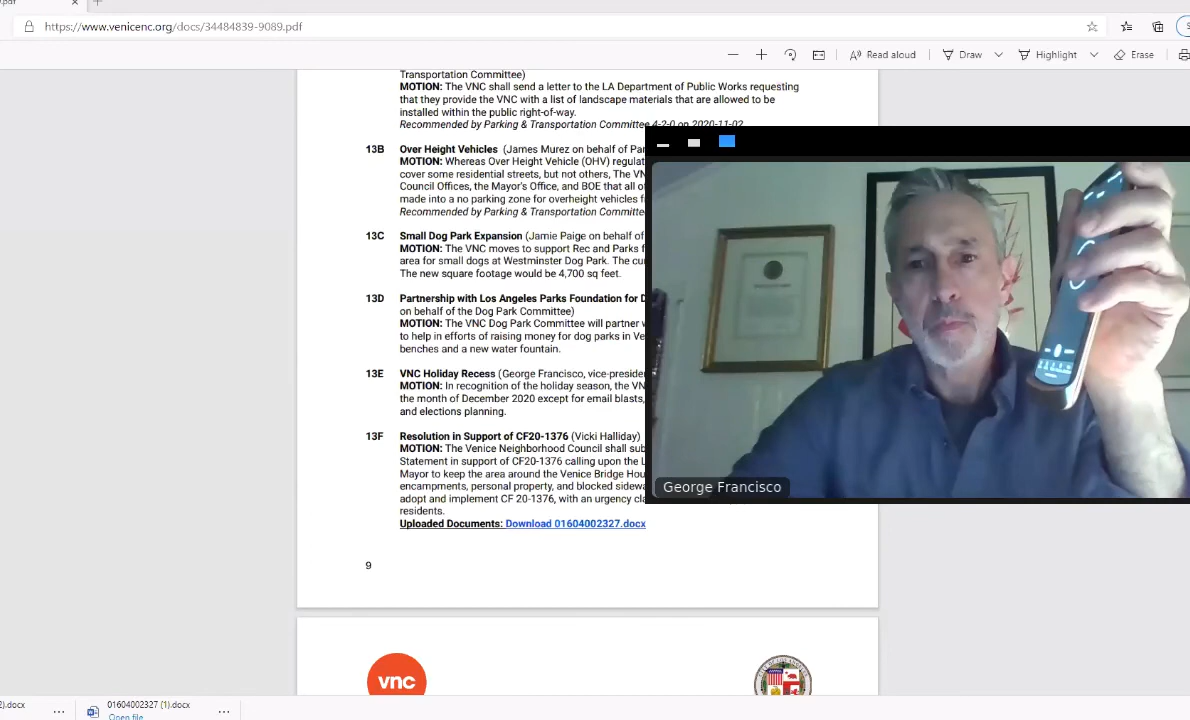 .pdf
https://www.venicenc.org/docs/34484839-9089.pdf
Read aloud
Draw
Highlight
Erase
Transportation Committee)
MOTION: The VNC shall send a letter to the LA Department of Public Works requesting
that they provide the VNC with a list of landscape materials that are allowed to be
installed within the public right-of-way.
Recommended by Parking & Transportation Committee 4-2-0 on 2020-11-02
13B Over Height Vehicles (James Murez on behalf of Par
MOTION: Whereas Over Height Vehicle (OHV) regulat
cover some residential streets, but not others, The VN
Council Offices, the Mayor's Office, and BOE that all o
made into a no parking zone for overheight vehicles f
Recommended by Parking & Transportation Committe
13C Small Dog Park Expansion (Jamie Paige on behalf of
MOTION: The VNC moves to support Rec and Parks f
area for small dogs at Westminster Dog Park. The cu
The new square footage would be 4,700 sq feet.
13D Partnership with Los Angeles Parks Foundation for D
on behalf of the Dog Park Committee)
MOTION: The VNC Dog Park Committee will partner w
to help in efforts of raising money for dog parks in Ve
benches and a new water fountain.
13E VNC Holiday Recess (George Francisco, vice-preside
MOTION: In recognition of the holiday season, the VN
the month of December 2020 except for email blasts,
and elections planning.
13F Resolution in Support of CF20-1376 (Vicki Halliday)
MOTION: The Venice Neighborhood Council shall sub
Statement in support of CF20-1376 calling upon the L
Mayor to keep the area around the Venice Bridge Hou
encampments, personal property, and blocked sidewa
adopt and implement CF 20-1376, with an urgency cla
residents.
Uploaded Documents: Download 01604002327.docx
George Francisco
9
vnc
2).docx
01604002327 (1).docx
Open file